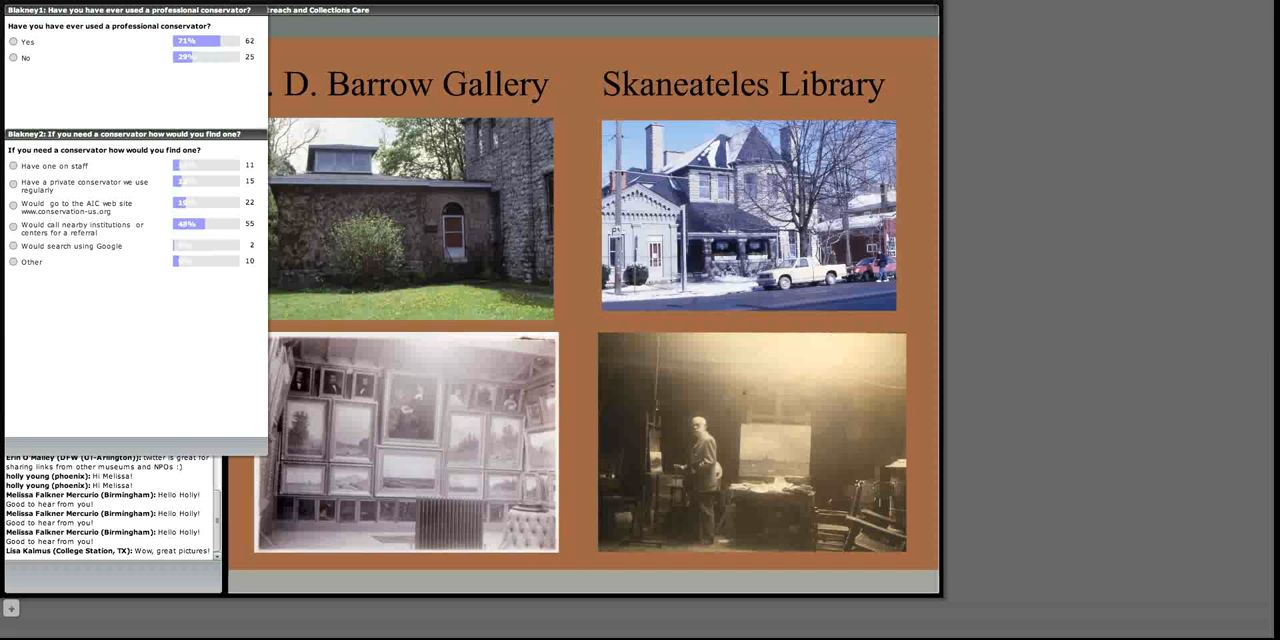 Blakney1: Have you have ever used a professional conservator?
treach and Collections Care
Have you have ever used a professional conservator?
Yes 71% 62
No 29% 25
Blakney2: If you need a conservator how would you find one?
If you need a conservator how would you find one?
Have one on staff 11
Have a private conservator we use
regularly 15
Would go to the AIC web site
www.conservation-us.org 22
Would call nearby institutions or
centers for a referral 48% 55
Would search using Google 2
Other 10
. D. Barrow Gallery
Skaneateles Library
Erin O'Malley (DFW (UT-Arlington)): twitter is great for
sharing links from other museums and NPOs :)
holly young (phoenix): Hi Melissa!
holly young (phoenix): Hi Melissa!
Melissa Falkner Mercurio (Birmingham): Hello Holly!
Good to hear from you!
Melissa Falkner Mercurio (Birmingham): Hello Holly!
Good to hear from you!
Melissa Falkner Mercurio (Birmingham): Hello Holly!
Good to hear from you!
Lisa Kalmus (College Station, TX): Wow, great pictures!